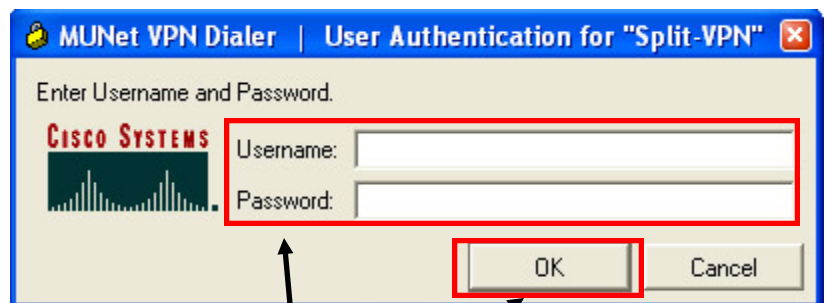 MUNet VPN Dialer | User Authentication for "Split-VPN"
Enter Username and Password.
CISCO SYSTEMS
Username:
Password:
OK Cancel